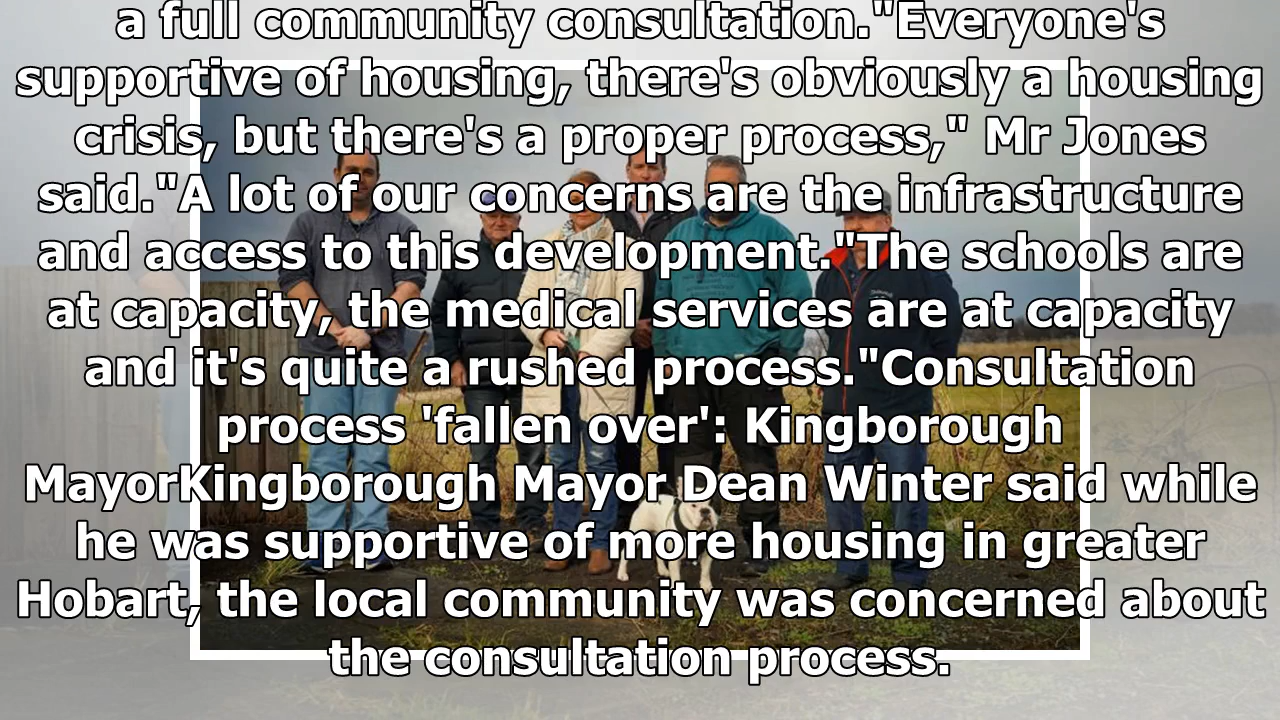 a full community consultation."Everyone's
supportive of housing, there's obviously a housing
crisis, but there's a proper process," Mr Jones
said."A lot of our concerns are the infrastructure
and access to this development."The schools are
at capacity, the medical services are at capacity
and it's quite a rushed process."Consultation
process 'fallen over': Kingborough
MayorKingborough Mayor Dean Winter said while
he was supportive of more housing in greater
Hobart, the local community was concerned about
the consultation process.